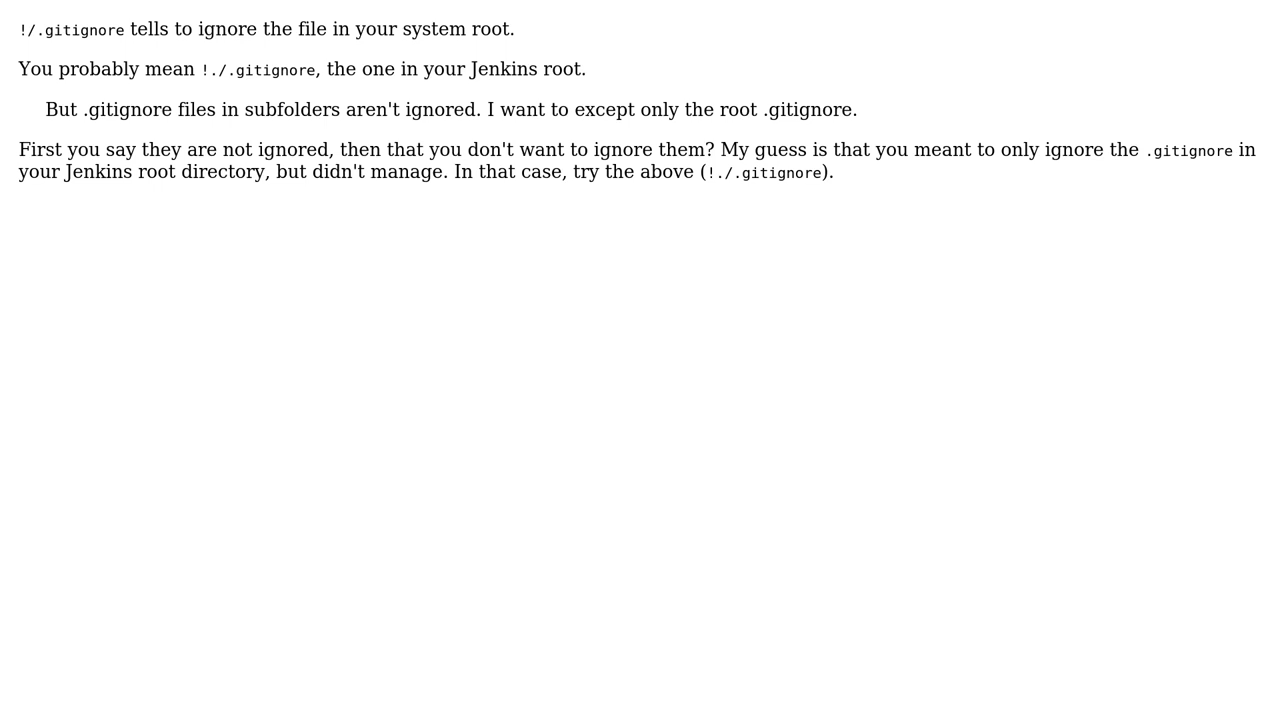 !/.gitignore tells to ignore the file in your system root.
You probably mean !./.gitignore, the one in your Jenkins root.
But .gitignore files in subfolders aren't ignored. I want to except only the root .gitignore.
First you say they are not ignored, then that you don't want to ignore them? My guess is that you meant to only ignore the .gitignore in
your Jenkins root directory, but didn't manage. In that case, try the above (!./.gitignore).